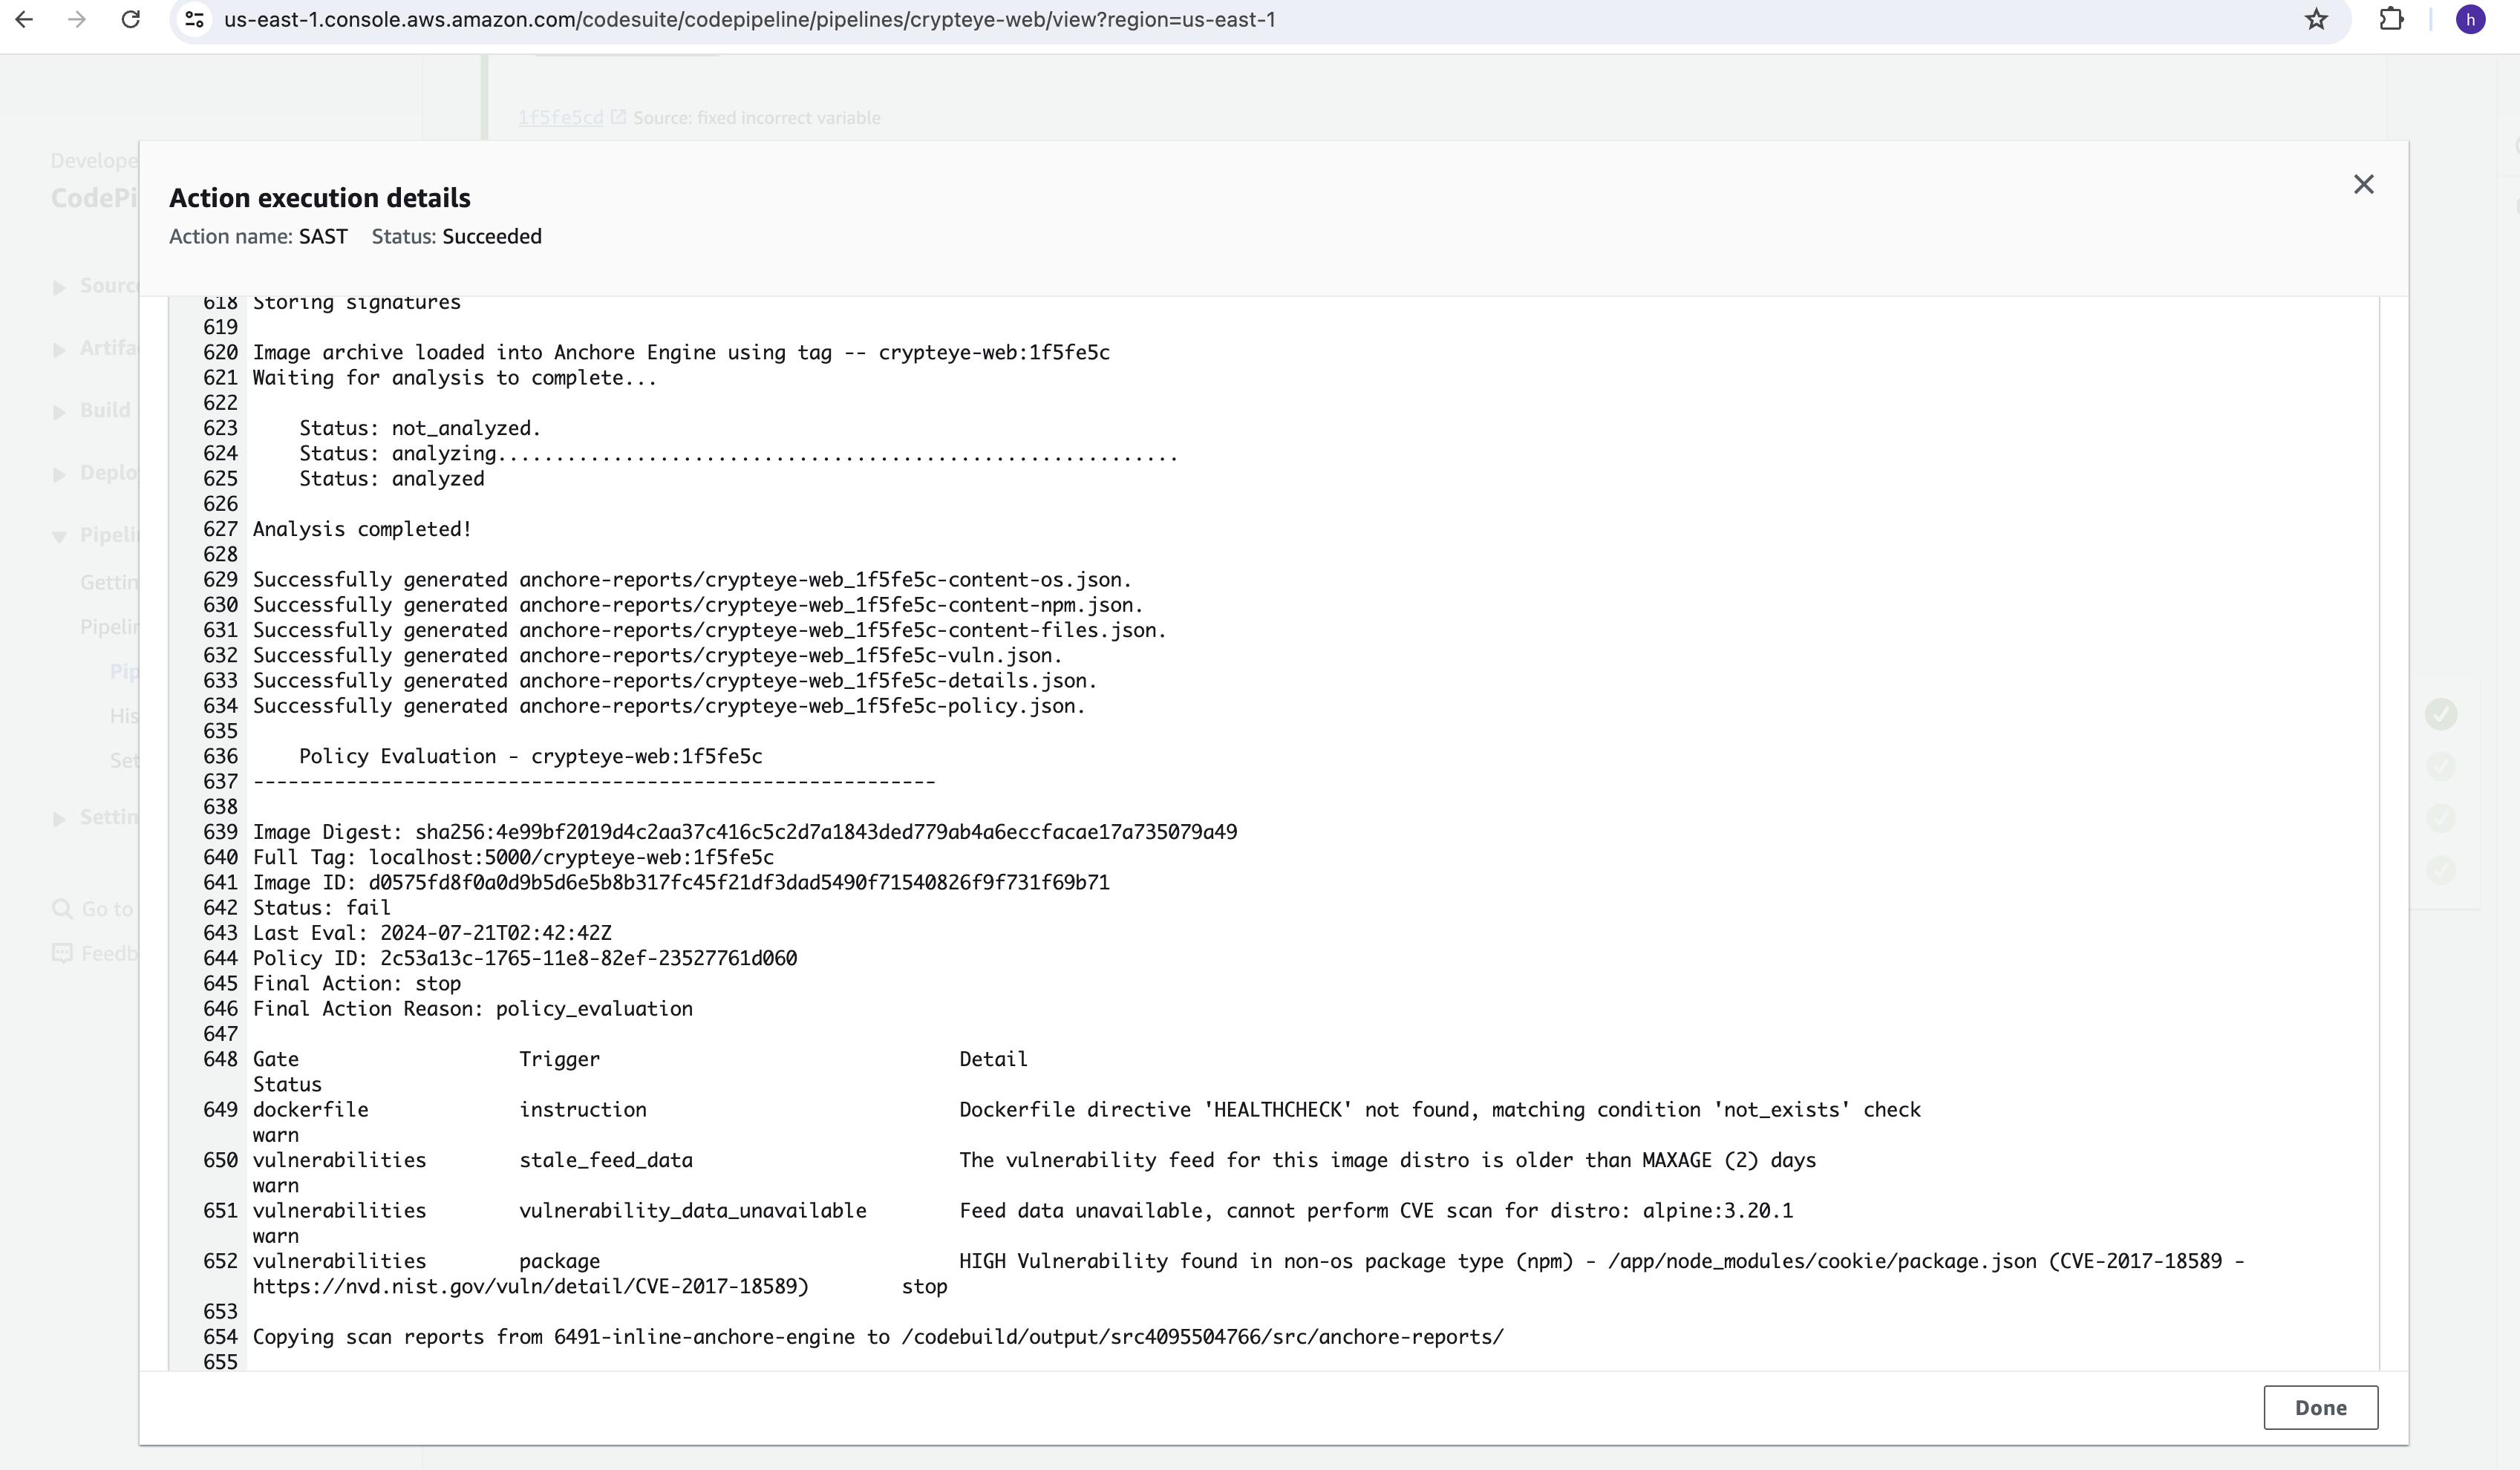 us-east-1.console.aws.amazon.com/codesuite/codepipeline/pipelines/crypteye-web/view?region=us-east-1
h
1f5fe5cd Source: fixed incorrect variable
Develope
CodePi
Action execution details
Action name: SAST Status: Succeeded
Sourc
Artifa
Build
Deplo
Pipeli
Gettin
Pipelin
Pip
His
Set
Settin
Go to
Feedb
618 Storing signatures
619
620 Image archive loaded into Anchore Engine using tag -- crypteye-web:1f5fe5c
621 Waiting for analysis to complete...
622
623 Status: not_analyzed.
624 Status: analyzing...........................................................
625 Status: analyzed
626
627 Analysis completed!
628
629 Successfully generated anchore-reports/crypteye-web_1f5fe5c-content-os.json.
630 Successfully generated anchore-reports/crypteye-web_1f5fe5c-content-npm.json.
631 Successfully generated anchore-reports/crypteye-web_1f5fe5c-content-files.json.
632 Successfully generated anchore-reports/crypteye-web_1f5fe5c-vuln.json.
633 Successfully generated anchore-reports/crypteye-web_1f5fe5c-details.json.
634 Successfully generated anchore-reports/crypteye-web_1f5fe5c-policy.json.
635
636 Policy Evaluation - crypteye-web:1f5fe5c
637 -----------------------------------------------------------
638
639 Image Digest: sha256:4e99bf2019d4c2aa37c416c5c2d7a1843ded779ab4a6eccfacae17a735079a49
640 Full Tag: localhost:5000/crypteye-web:1f5fe5c
641 Image ID: d0575fd8f0a0d9b5d6e5b8b317fc45f21df3dad5490f71540826f9f731f69b71
642 Status: fail
643 Last Eval: 2024-07-21T02:42:42Z
644 Policy ID: 2c53a13c-1765-11e8-82ef-23527761d060
645 Final Action: stop
646 Final Action Reason: policy_evaluation
647
648 Gate Trigger Detail
Status
649 dockerfile instruction Dockerfile directive 'HEALTHCHECK' not found, matching condition 'not_exists' check
warn
650 vulnerabilities stale_feed_data The vulnerability feed for this image distro is older than MAXAGE (2) days
warn
651 vulnerabilities vulnerability_data_unavailable Feed data unavailable, cannot perform CVE scan for distro: alpine:3.20.1
warn
652 vulnerabilities package HIGH Vulnerability found in non-os package type (npm) - /app/node_modules/cookie/package.json (CVE-2017-18589 -
https://nvd.nist.gov/vuln/detail/CVE-2017-18589) stop
653
654 Copying scan reports from 6491-inline-anchore-engine to /codebuild/output/src4095504766/src/anchore-reports/
655
Done